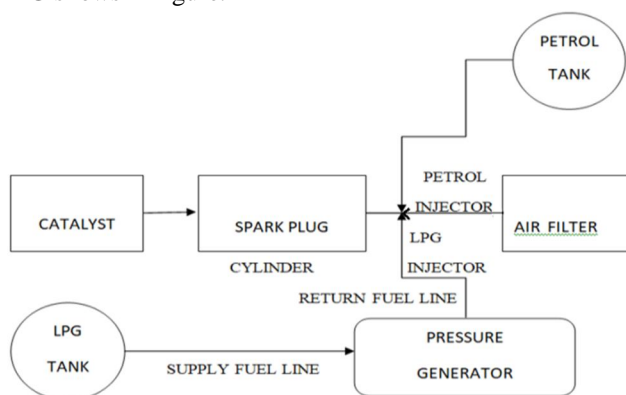 PETROL
TANK
PETROL
INJECTOR
CATALYST
SPARK PLUG
AIR FILTER
LPG
INJECTOR
CYLINDER
RETURN FUEL LINE
LPG
TANK
SUPPLY FUEL LINE
PRESSURE
GENERATOR